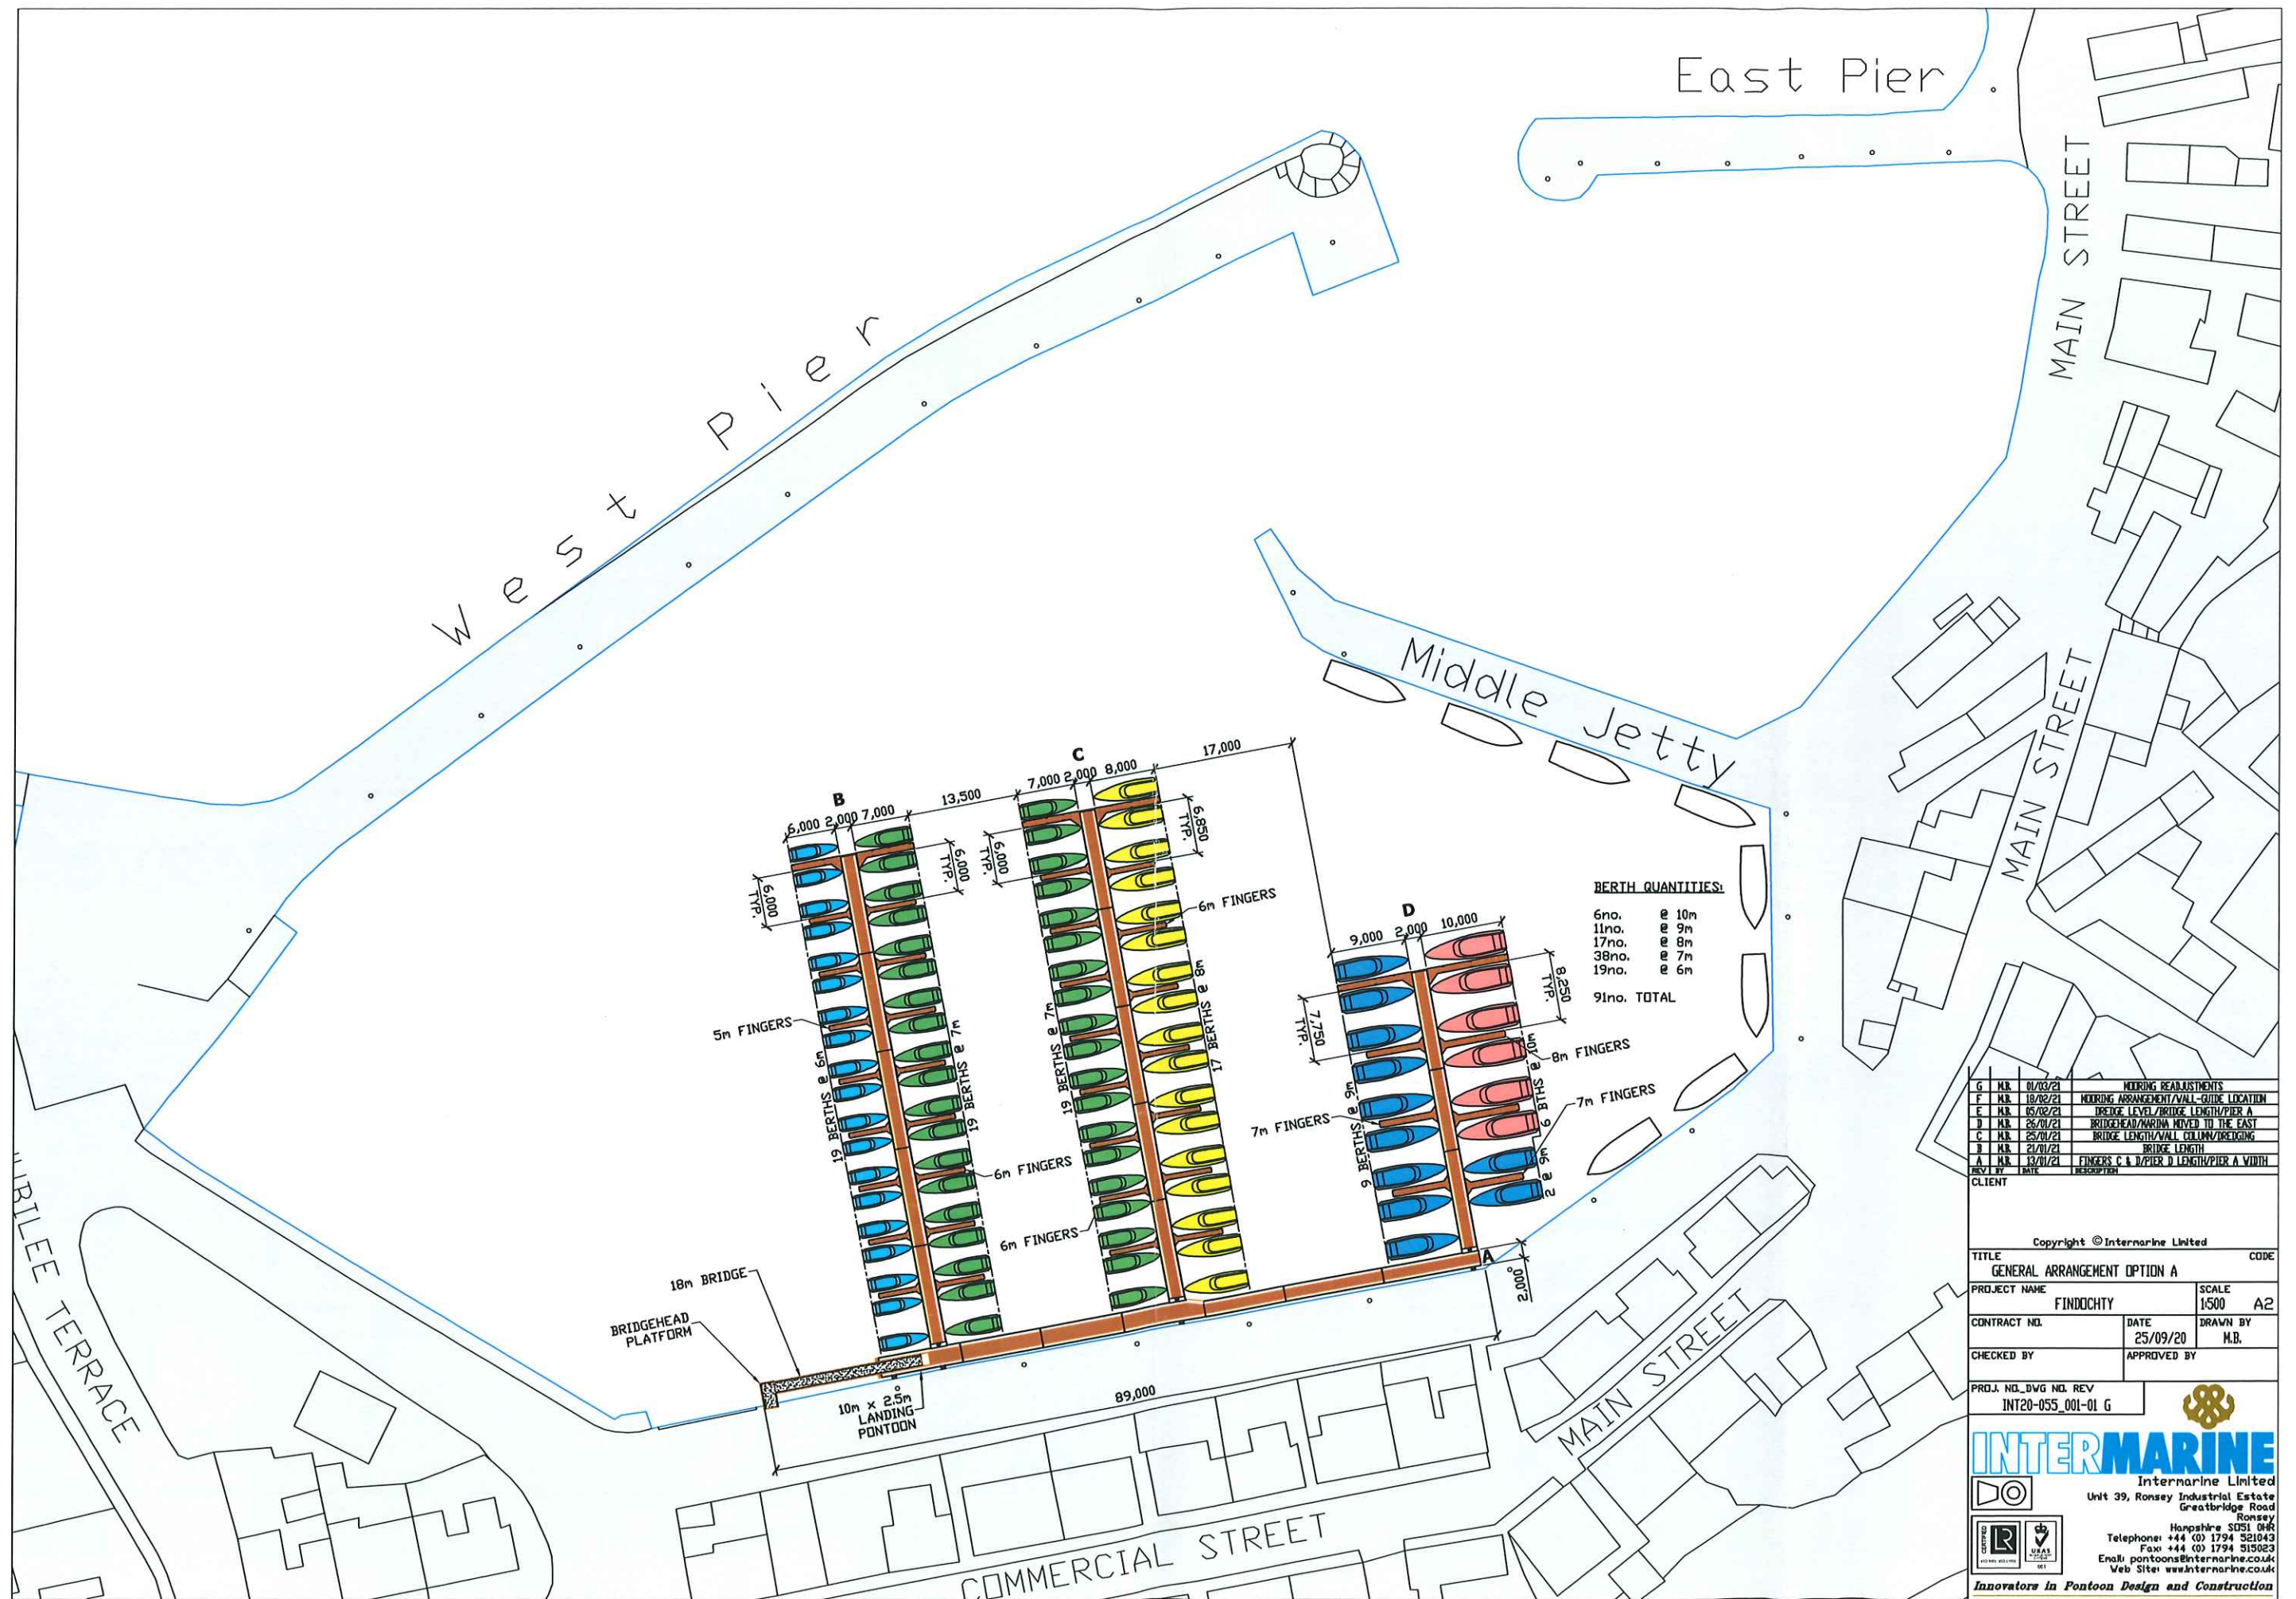 East Pier
West Pier
Middle Jetty
MAIN STREET
MAIN STREET
MAIN STREET
MAIN STREET
COMMERCIAL STREET
TERRACE
B
6,000 2,000 7,000
13,500
C
7,000 2,000 8,000
17,000
D
9,000 2,000 10,000
6,000 TYP.
6,000 TYP.
6,000 TYP.
6,850 TYP.
7,750 TYP.
8,250 TYP.
5m FINGERS
6m FINGERS
6m FINGERS
6m FINGERS
7m FINGERS
8m FINGERS
7m FINGERS
19 BERTHS @ 6m
19 BERTHS @ 7m
19 BERTHS @ 7m
17 BERTHS @ 8m
9 BERTHS @ 9m
6 BTHS @ 10m
2 @ 9m
A
2,000
18m BRIDGE
BRIDGEHEAD
PLATFORM
10m x 2.5m
LANDING
PONTOON
89,000
BERTH QUANTITIES:
6no. @ 10m
11no. @ 9m
17no. @ 8m
38no. @ 7m
19no. @ 6m
91no. TOTAL
G M.B. 01/03/21 MOORING READJUSTMENTS
F M.B. 18/02/21 MOORING ARRANGEMENT/WALL-GUIDE LOCATION
E M.B. 05/02/21 DREDGE LEVEL/BRIDGE LENGTH/PIER A
D M.B. 26/01/21 BRIDGEHEAD/MARINA MOVED TO THE EAST
C M.B. 25/01/21 BRIDGE LENGTH/WALL COLUMN/DREDGING
B M.B. 21/01/21 BRIDGE LENGTH
A M.B. 13/01/21 FINGERS C & D/PIER D LENGTH/PIER A WIDTH
REV BY DATE DESCRIPTION
CLIENT
Copyright © Intermarine Limited
TITLE CODE
GENERAL ARRANGEMENT OPTION A
PROJECT NAME SCALE
FINDOCHTY 1:500 A2
CONTRACT NO. DATE DRAWN BY
25/09/20 M.B.
CHECKED BY APPROVED BY
PROJ. NO._DWG NO. REV
INT20-055_001-01 G
INTERMARINE
Intermarine Limited
Unit 39, Romsey Industrial Estate
Greatbridge Road
Romsey
Hampshire SO51 0HR
Telephone: +44 (0) 1794 521043
Fax: +44 (0) 1794 515023
Email: pontoons@intermarine.co.uk
Web Site: www.intermarine.co.uk
CERTIFIED
LR
UKAS
001
Innovators in Pontoon Design and Construction